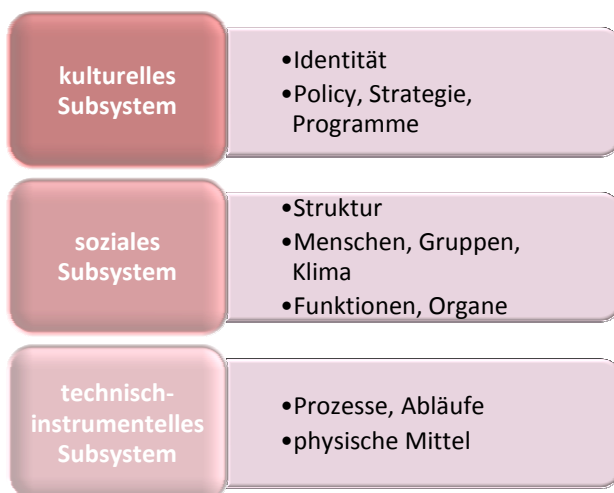 kulturelles
Subsystem
•Identität
•Policy, Strategie,
Programme
soziales
Subsystem
•Struktur
•Menschen, Gruppen,
Klima
•Funktionen, Organe
technisch-
instrumentelles
Subsystem
•Prozesse, Abläufe
•physische Mittel